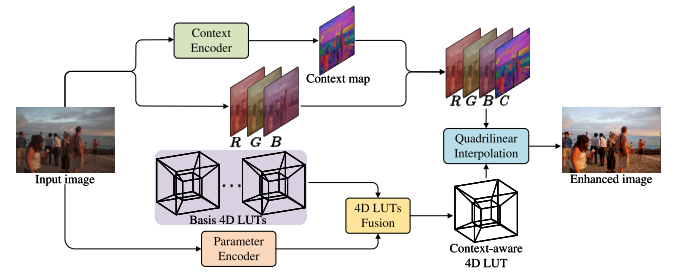 Context
Encoder
Context map
R G B
R G B C
Quadrilinear
Interpolation
Input image
Enhanced image
Basis 4D LUTs
4D LUTs
Fusion
Parameter
Encoder
Context-aware
4D LUT